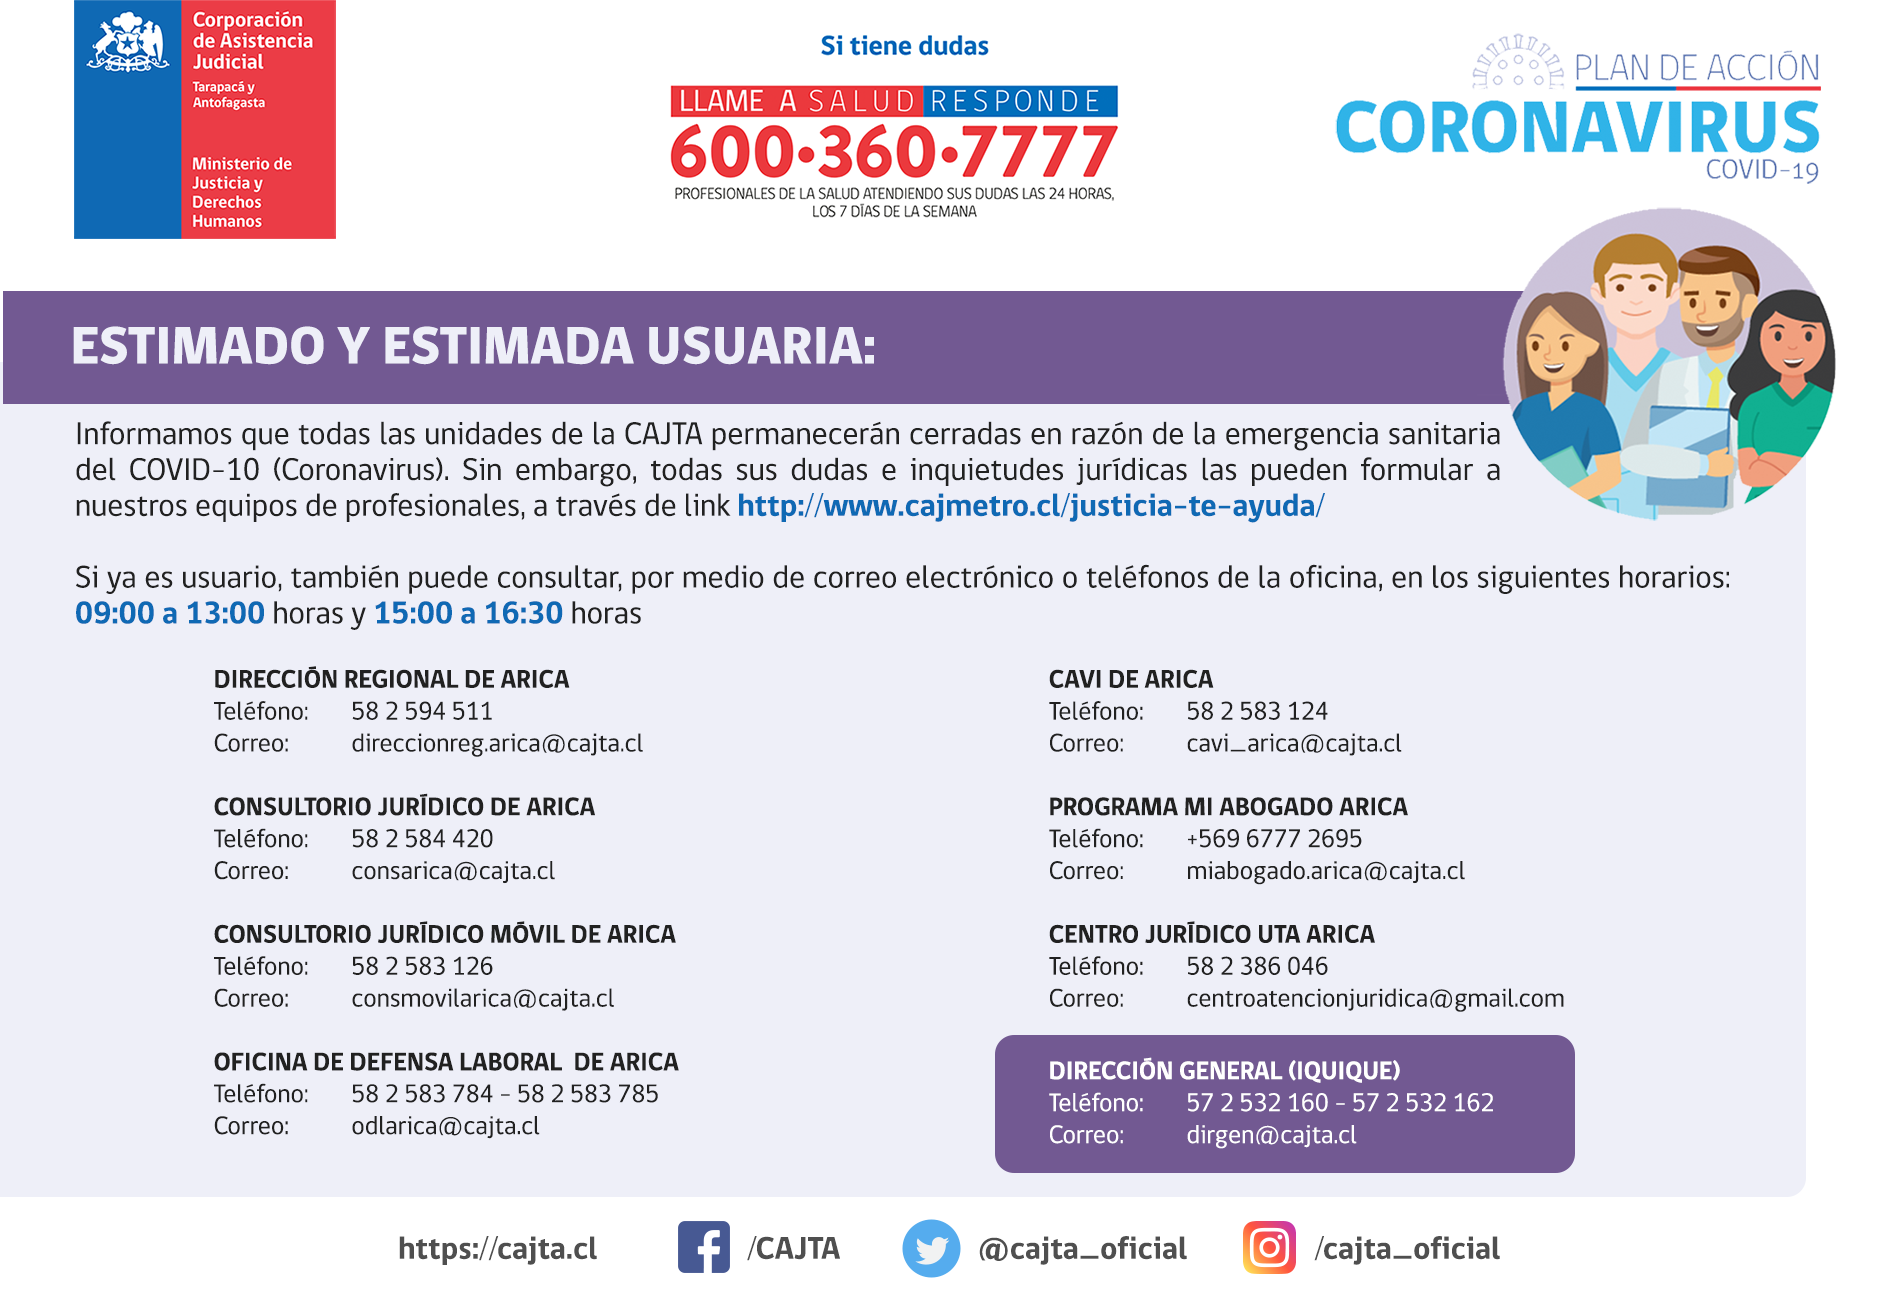 Corporación
de Asistencia
Judicial
Tarapacá y
Antofagasta
Ministerio de
Justicia y
Derechos
Humanos
Si tiene dudas
LLAME A SALUD RESPONDE
600•360•7777
PROFESIONALES DE LA SALUD ATENDIENDO SUS DUDAS LAS 24 HORAS,
LOS 7 DÍAS DE LA SEMANA
PLAN DE ACCIÓN
CORONAVIRUS
COVID-19
ESTIMADO Y ESTIMADA USUARIA:
Informamos que todas las unidades de la CAJTA permanecerán cerradas en razón de la emergencia sanitaria
del COVID-10 (Coronavirus). Sin embargo, todas sus dudas e inquietudes jurídicas las pueden formular a
nuestros equipos de profesionales, a través de link http://www.cajmetro.cl/justicia-te-ayuda/
Si ya es usuario, también puede consultar, por medio de correo electrónico o teléfonos de la oficina, en los siguientes horarios:
09:00 a 13:00 horas y 15:00 a 16:30 horas
DIRECCIÓN REGIONAL DE ARICA
Teléfono: 58 2 594 511
Correo: direccionreg.arica@cajta.cl
CONSULTORIO JURÍDICO DE ARICA
Teléfono: 58 2 584 420
Correo: consarica@cajta.cl
CONSULTORIO JURÍDICO MÓVIL DE ARICA
Teléfono: 58 2 583 126
Correo: consmovilarica@cajta.cl
OFICINA DE DEFENSA LABORAL DE ARICA
Teléfono: 58 2 583 784 - 58 2 583 785
Correo: odlarica@cajta.cl
CAVI DE ARICA
Teléfono: 58 2 583 124
Correo: cavi_arica@cajta.cl
PROGRAMA MI ABOGADO ARICA
Teléfono: +569 6777 2695
Correo: miabogado.arica@cajta.cl
CENTRO JURÍDICO UTA ARICA
Teléfono: 58 2 386 046
Correo: centroatencionjuridica@gmail.com
DIRECCIÓN GENERAL (IQUIQUE)
Teléfono: 57 2 532 160 - 57 2 532 162
Correo: dirgen@cajta.cl
https://cajta.cl /CAJTA @cajta_oficial /cajta_oficial